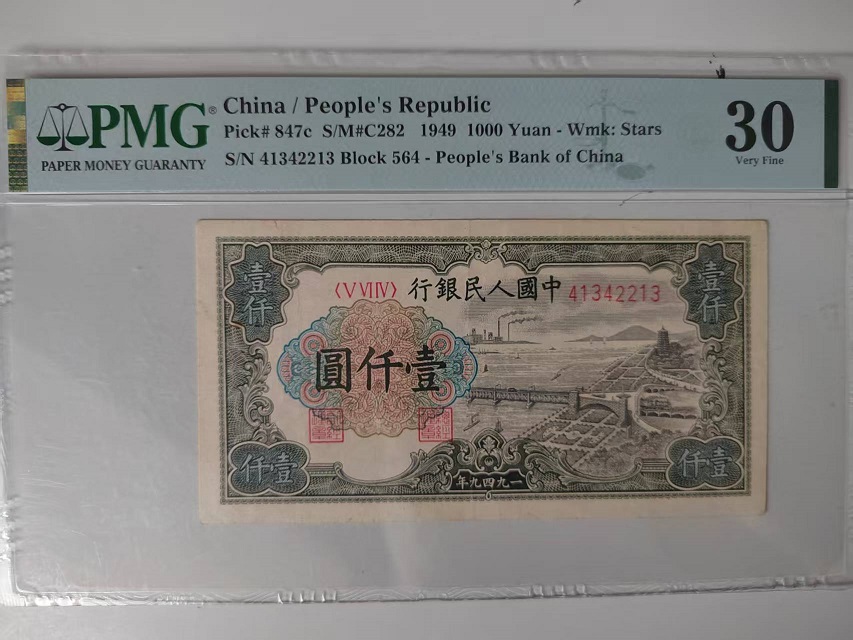 PMG®
PAPER MONEY GUARANTY
China / People's Republic
Pick# 847c S/M#C282 1949 1000 Yuan - Wmk: Stars
S/N 41342213 Block 564 - People's Bank of China
30
Very Fine
壹仟
壹仟
〈V VI IV〉 行銀民人國中 41342213
圓仟壹
仟壹
仟壹
年九四九一